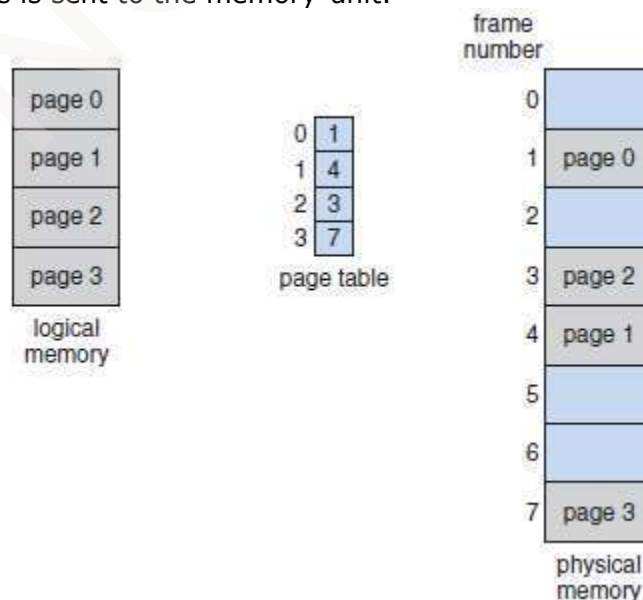 is sent to the memory unit.
frame
number
page 0
page 1
page 2
page 3
logical
memory
0 1
1 4
2 3
3 7
page table
0
1 page 0
2
3 page 2
4 page 1
5
6
7 page 3
physical
memory